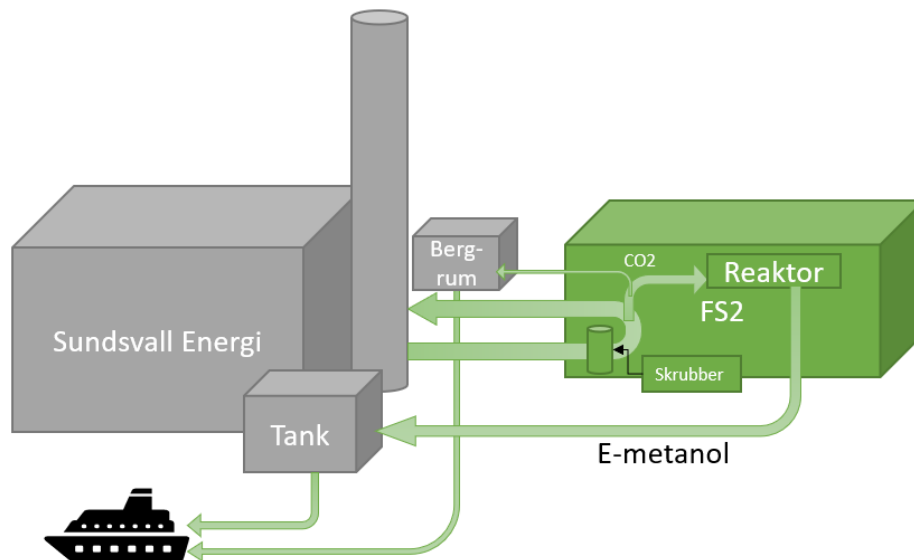 Berg-
rum
CO2
Reaktor
FS2
Sundsvall Energi
Skrubber
Tank
E-metanol